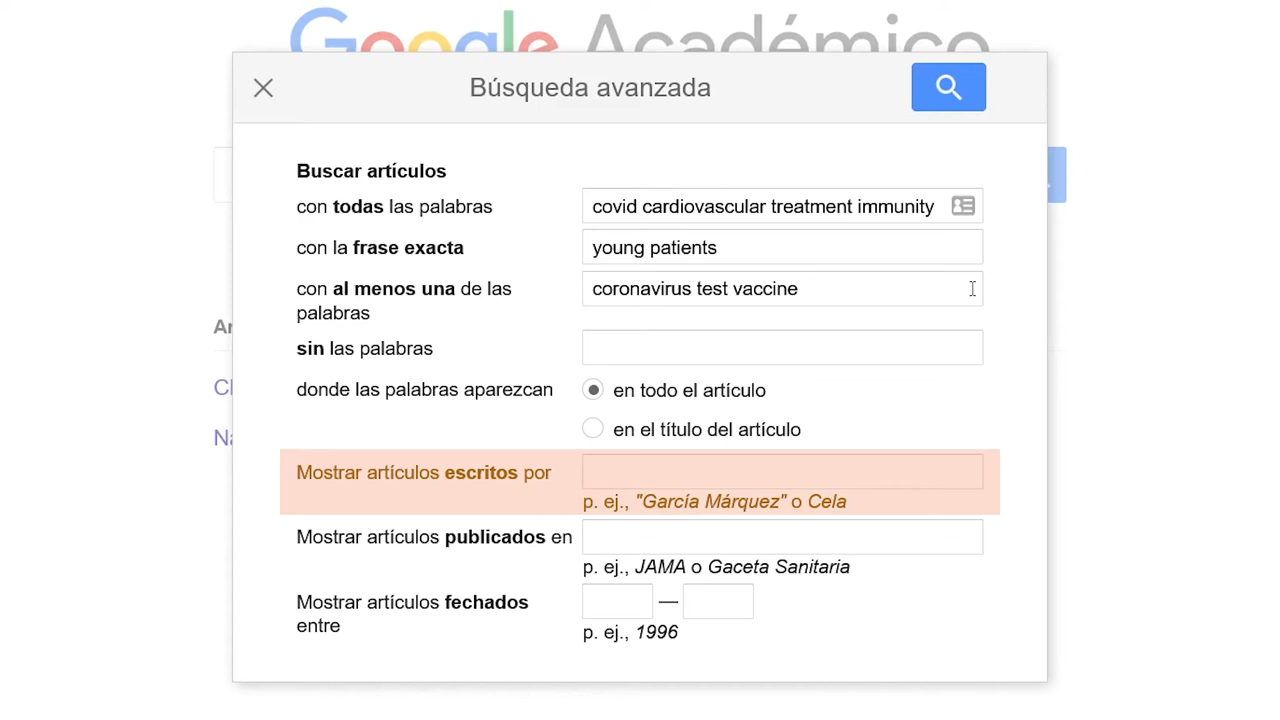 Google Académico
Búsqueda avanzada
Buscar artículos
con todas las palabras covid cardiovascular treatment immunity
con la frase exacta young patients
con al menos una de las coronavirus test vaccine
palabras
sin las palabras
donde las palabras aparezcan en todo el artículo
en el título del artículo
Mostrar artículos escritos por
p. ej., "García Márquez" o Cela
Mostrar artículos publicados en
p. ej., JAMA o Gaceta Sanitaria
Mostrar artículos fechados —
entre
p. ej., 1996